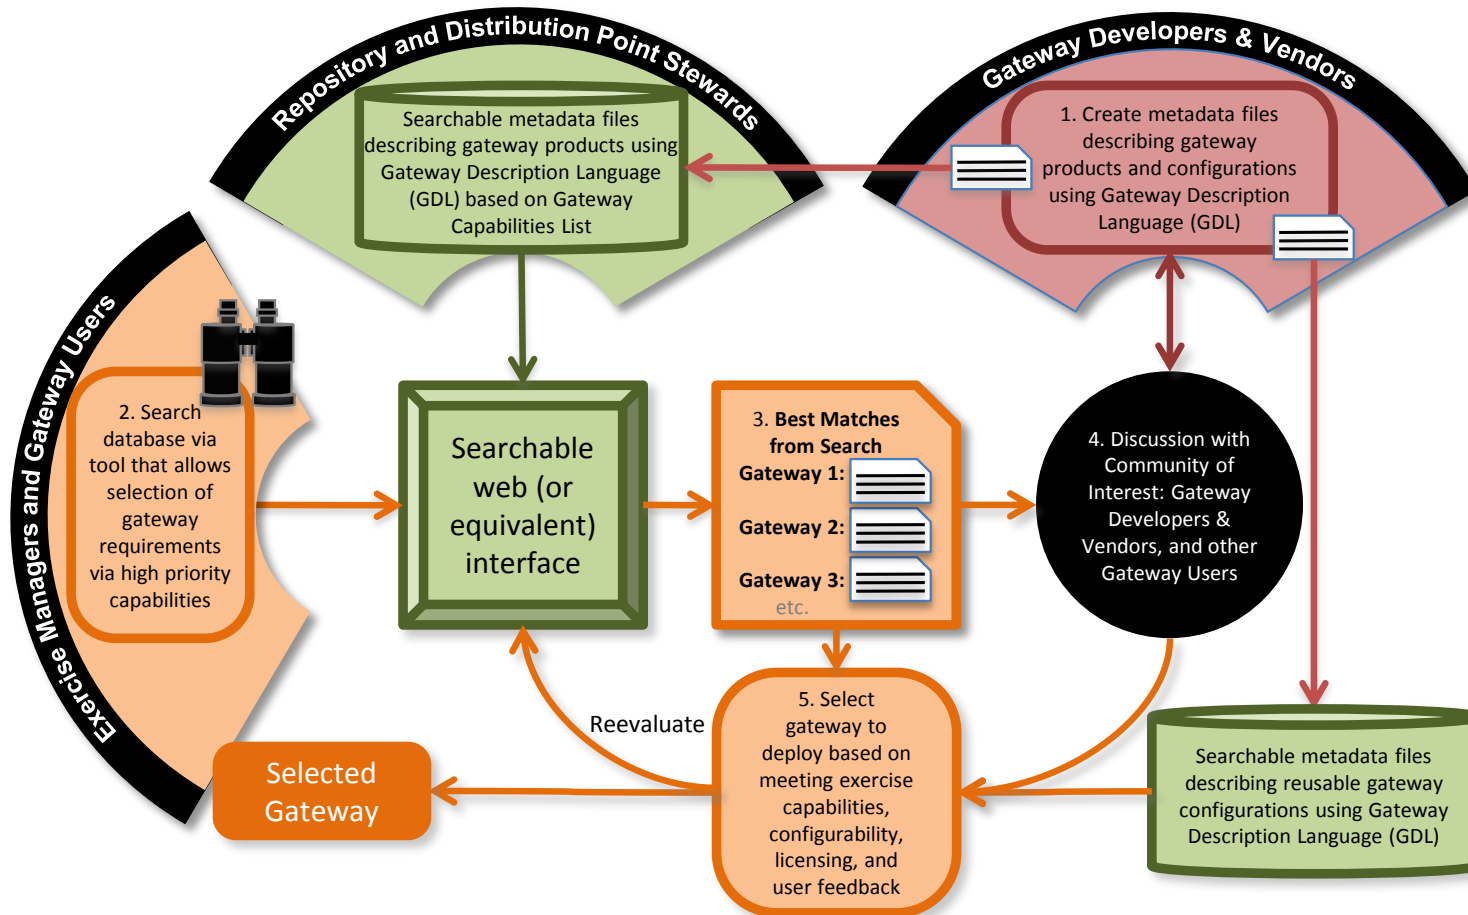 Repository and Distribution Point Stewards
Searchable metadata files
describing gateway products using
Gateway Description Language
(GDL) based on Gateway
Capabilities List
Gateway Developers & Vendors
1. Create metadata files
describing gateway
products and configurations
using Gateway Description
Language (GDL)
Exercise Managers and Gateway Users
2. Search
database via
tool that allows
selection of
gateway
requirements
via high priority
capabilities
Searchable
web (or
equivalent)
interface
3. Best Matches
from Search
Gateway 1:
Gateway 2:
Gateway 3:
etc.
4. Discussion with
Community of
Interest: Gateway
Developers &
Vendors, and other
Gateway Users
Reevaluate
5. Select
gateway to
deploy based on
meeting exercise
capabilities,
configurability,
licensing, and
user feedback
Selected
Gateway
Searchable metadata files
describing reusable gateway
configurations using Gateway
Description Language (GDL)